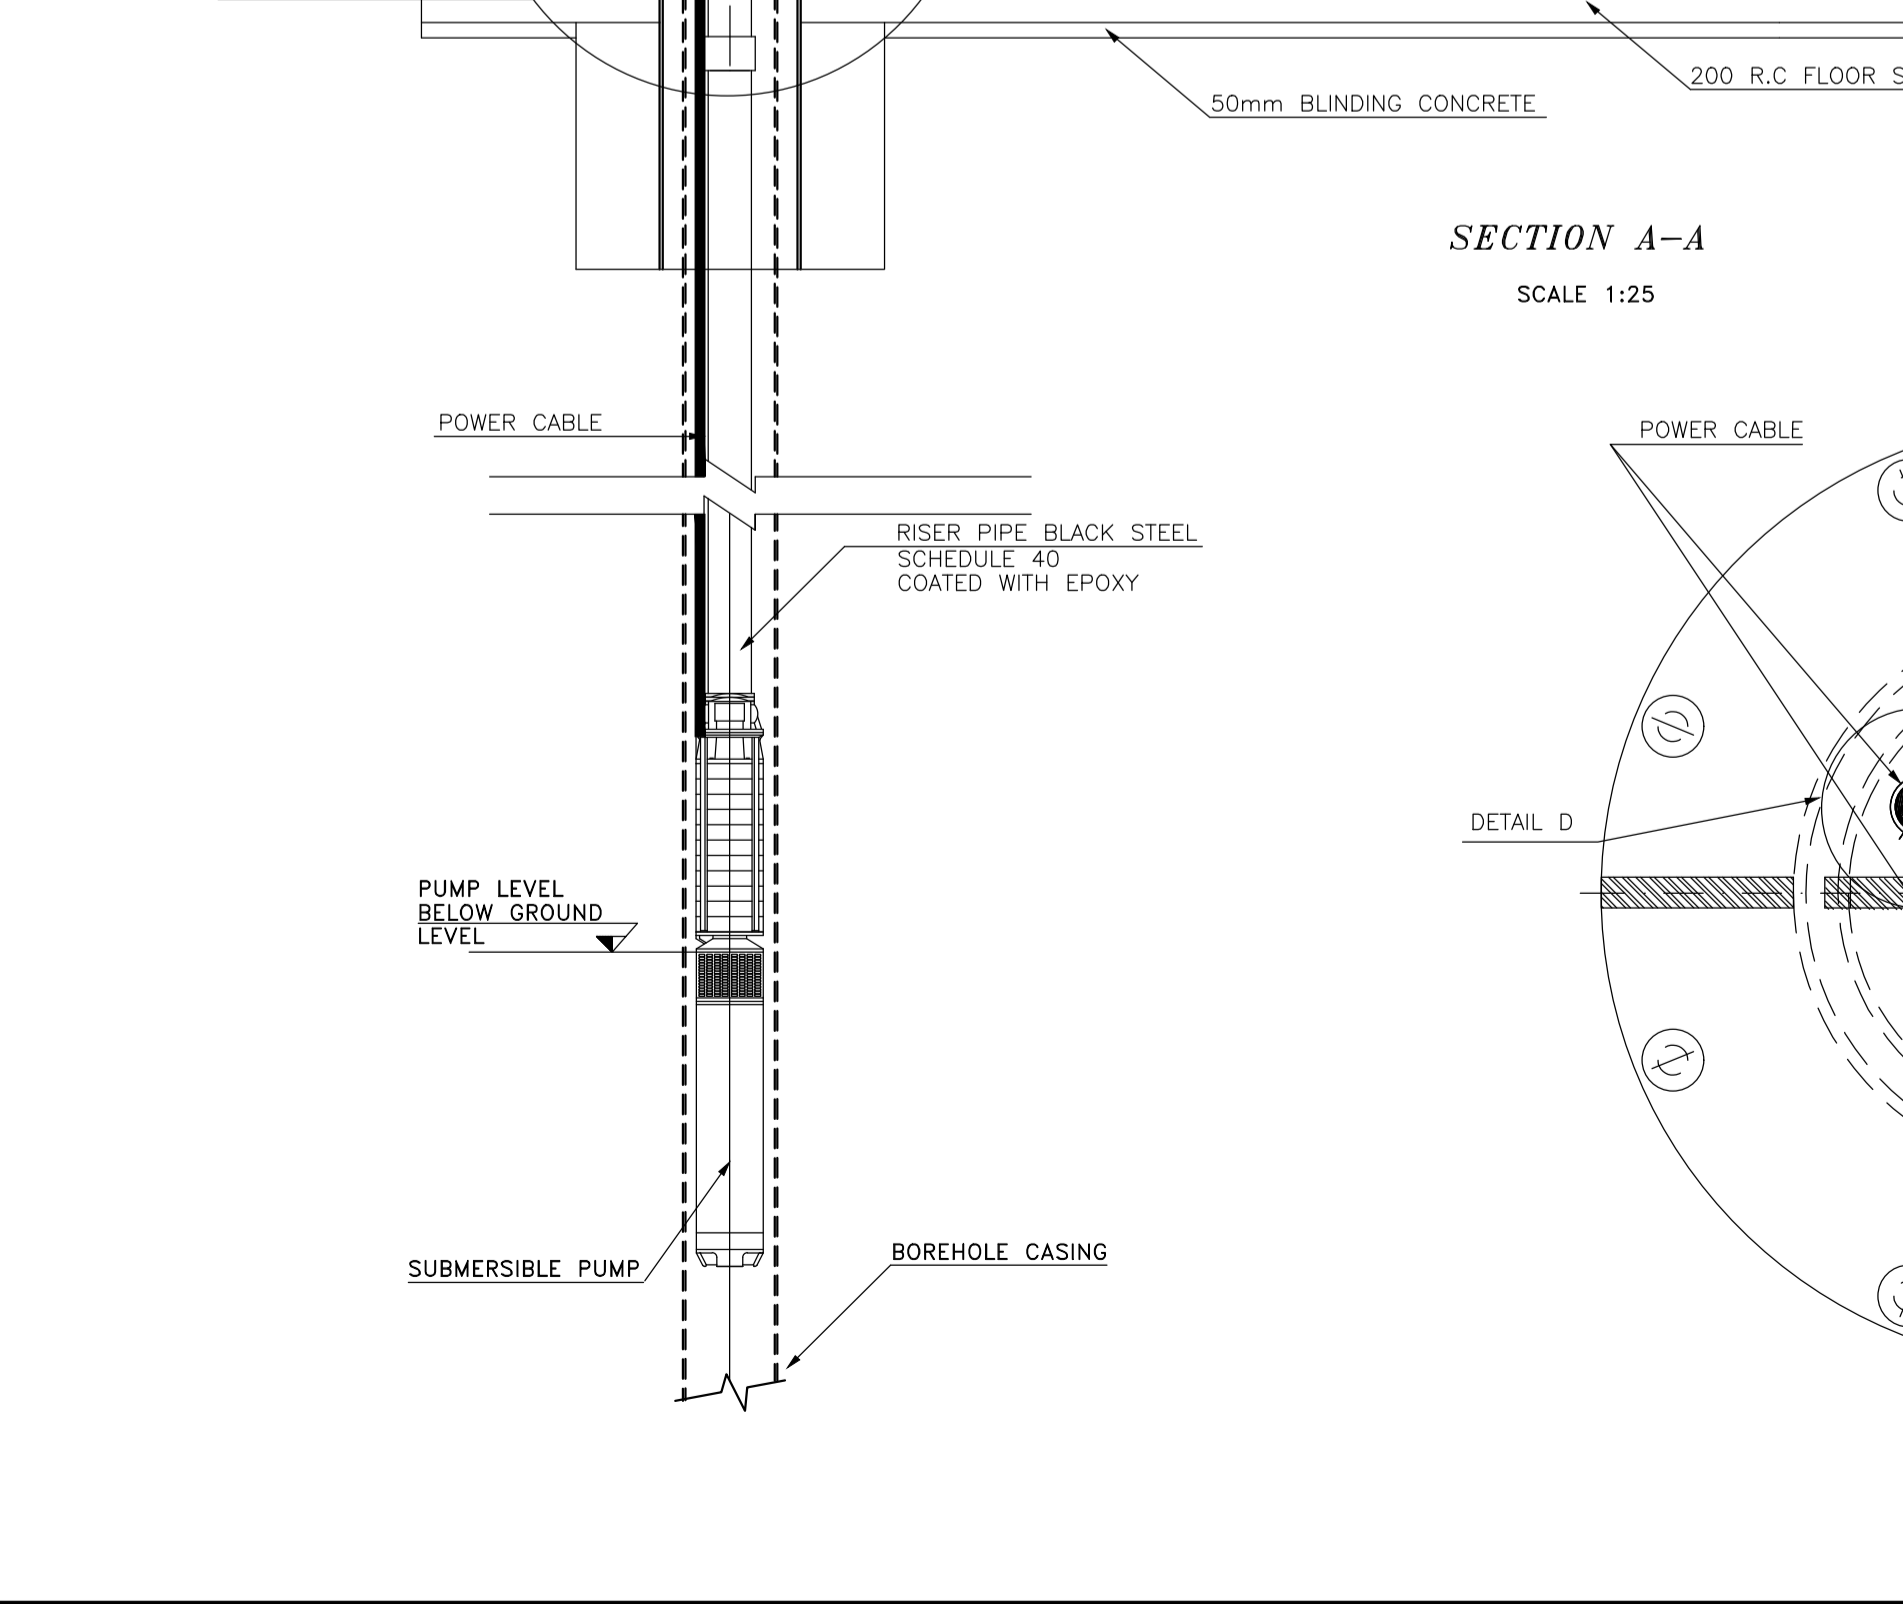 200 R.C FLOOR S
50mm BLINDING CONCRETE
SECTION A-A
SCALE 1:25
POWER CABLE
POWER CABLE
RISER PIPE BLACK STEEL
SCHEDULE 40
COATED WITH EPOXY
DETAIL D
PUMP LEVEL
BELOW GROUND
LEVEL
SUBMERSIBLE PUMP
BOREHOLE CASING